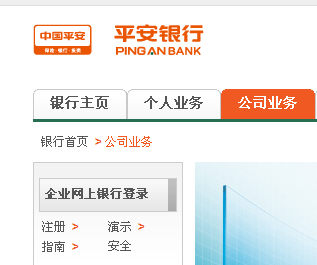 中国平安
保险·银行·投资
平安银行
PINGAN BANK
银行主页 个人业务 公司业务
银行首页 > 公司业务
企业网上银行登录
注册 > 演示 >
指南 > 安全